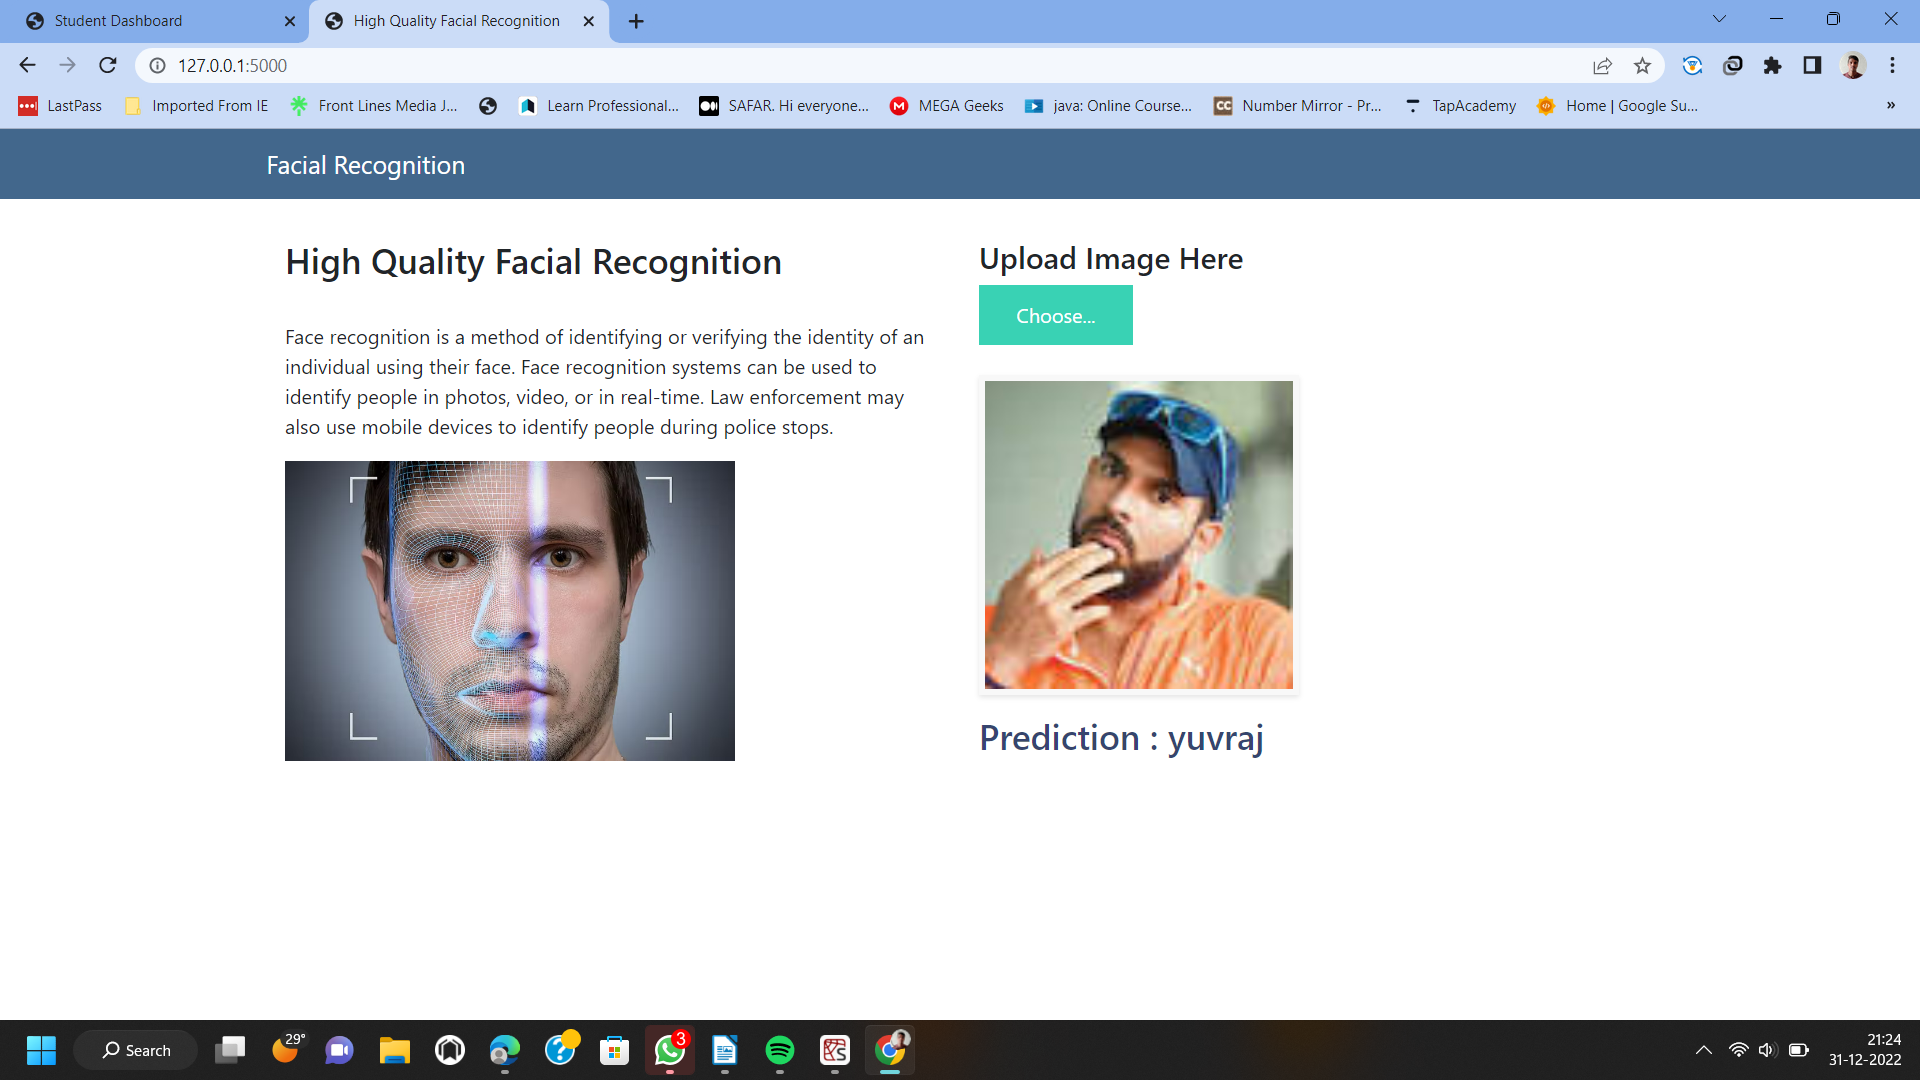 Student Dashboard
High Quality Facial Recognition
127.0.0.1:5000
LastPass
Imported From IE
Front Lines Media J...
Learn Professional...
SAFAR. Hi everyone...
MEGA Geeks
java: Online Course...
CC
Number Mirror - Pr...
TapAcademy
Home | Google Su...
»
Facial Recognition
High Quality Facial Recognition
Face recognition is a method of identifying or verifying the identity of an
individual using their face. Face recognition systems can be used to
identify people in photos, video, or in real-time. Law enforcement may
also use mobile devices to identify people during police stops.
Upload Image Here
Choose...
Prediction : yuvraj
Search
29°
3
21:24
31-12-2022